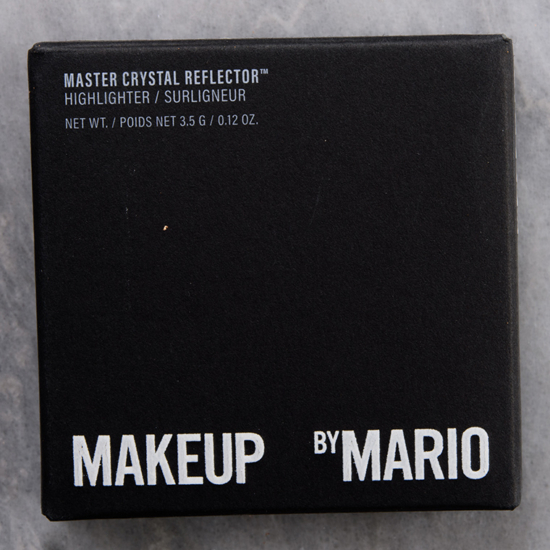 MASTER CRYSTAL REFLECTOR™
HIGHLIGHTER / SURLIGNEUR
NET WT. / POIDS NET 3.5 G / 0.12 OZ.
MAKEUP BY MARIO